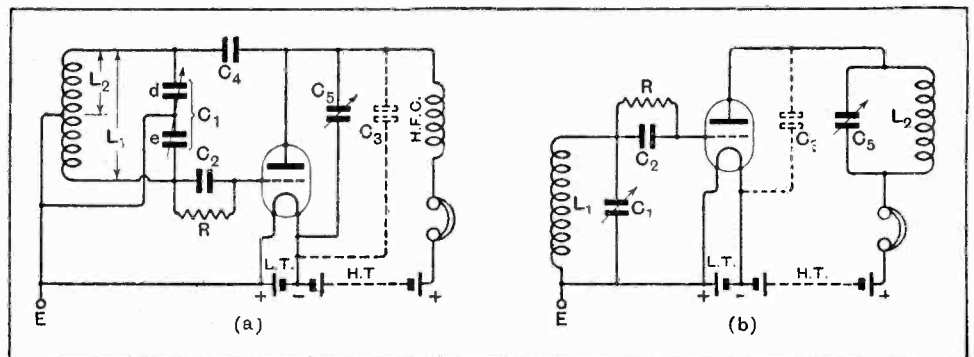 L2
L1
d
e
C1
C4
C2
R
C5
C3
H.F.C.
L.T.
H.T
+
-
+
E
(a)
R
C2
C1
L1
C3
C5
L2
L.T.
H.T.
+
-
+
E
(b)